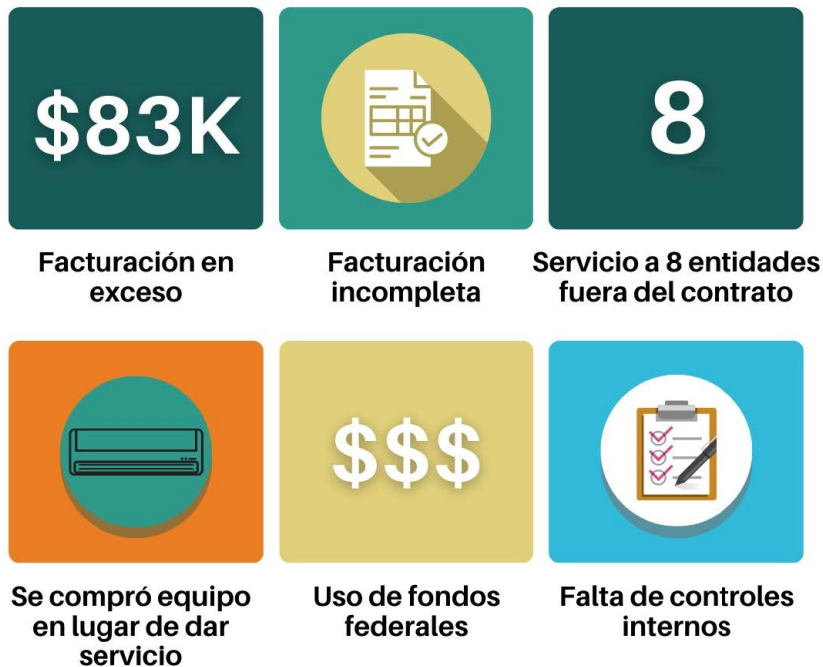 $83K
Facturación en
exceso
Facturación
incompleta
8
Servicio a 8 entidades
fuera del contrato
Se compró equipo
en lugar de dar
servicio
$$$
Uso de fondos
federales
Falta de controles
internos